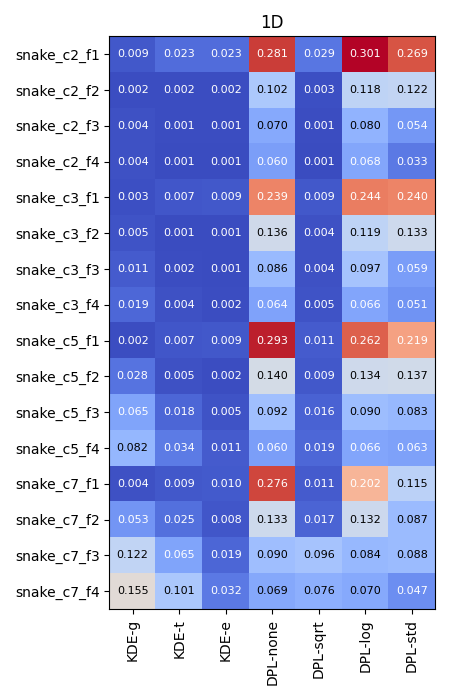 1D
snake_c2_f1 0.009 0.023 0.023 0.281 0.029 0.301 0.269
snake_c2_f2 0.002 0.002 0.002 0.102 0.003 0.118 0.122
snake_c2_f3 0.004 0.001 0.001 0.070 0.001 0.080 0.054
snake_c2_f4 0.004 0.001 0.001 0.060 0.001 0.068 0.033
snake_c3_f1 0.003 0.007 0.009 0.239 0.009 0.244 0.240
snake_c3_f2 0.005 0.001 0.001 0.136 0.004 0.119 0.133
snake_c3_f3 0.011 0.002 0.001 0.086 0.004 0.097 0.059
snake_c3_f4 0.019 0.004 0.002 0.064 0.005 0.066 0.051
snake_c5_f1 0.002 0.007 0.009 0.293 0.011 0.262 0.219
snake_c5_f2 0.028 0.005 0.002 0.140 0.009 0.134 0.137
snake_c5_f3 0.065 0.018 0.005 0.092 0.016 0.090 0.083
snake_c5_f4 0.082 0.034 0.011 0.060 0.019 0.066 0.063
snake_c7_f1 0.004 0.009 0.010 0.276 0.011 0.202 0.115
snake_c7_f2 0.053 0.025 0.008 0.133 0.017 0.132 0.087
snake_c7_f3 0.122 0.065 0.019 0.090 0.096 0.084 0.088
snake_c7_f4 0.155 0.101 0.032 0.069 0.076 0.070 0.047
KDE-g KDE-t KDE-e DPL-none DPL-sqrt DPL-log DPL-std